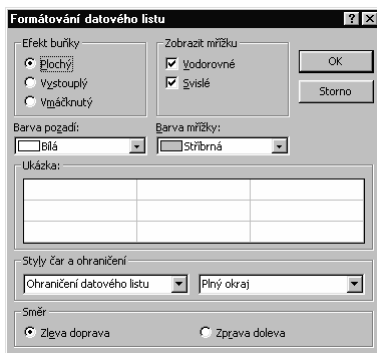 Formátování datového listu
Efekt buňky
Plochý
Vystouplý
Vmáčknutý
Zobrazit mřížku
Vodorovné
Svislé
OK
Storno
Barva pozadí:
Bílá
Barva mřížky:
Stříbrná
Ukázka:
Styly čar a ohraničení
Ohraničení datového listu
Plný okraj
Směr
Zleva doprava
Zprava doleva